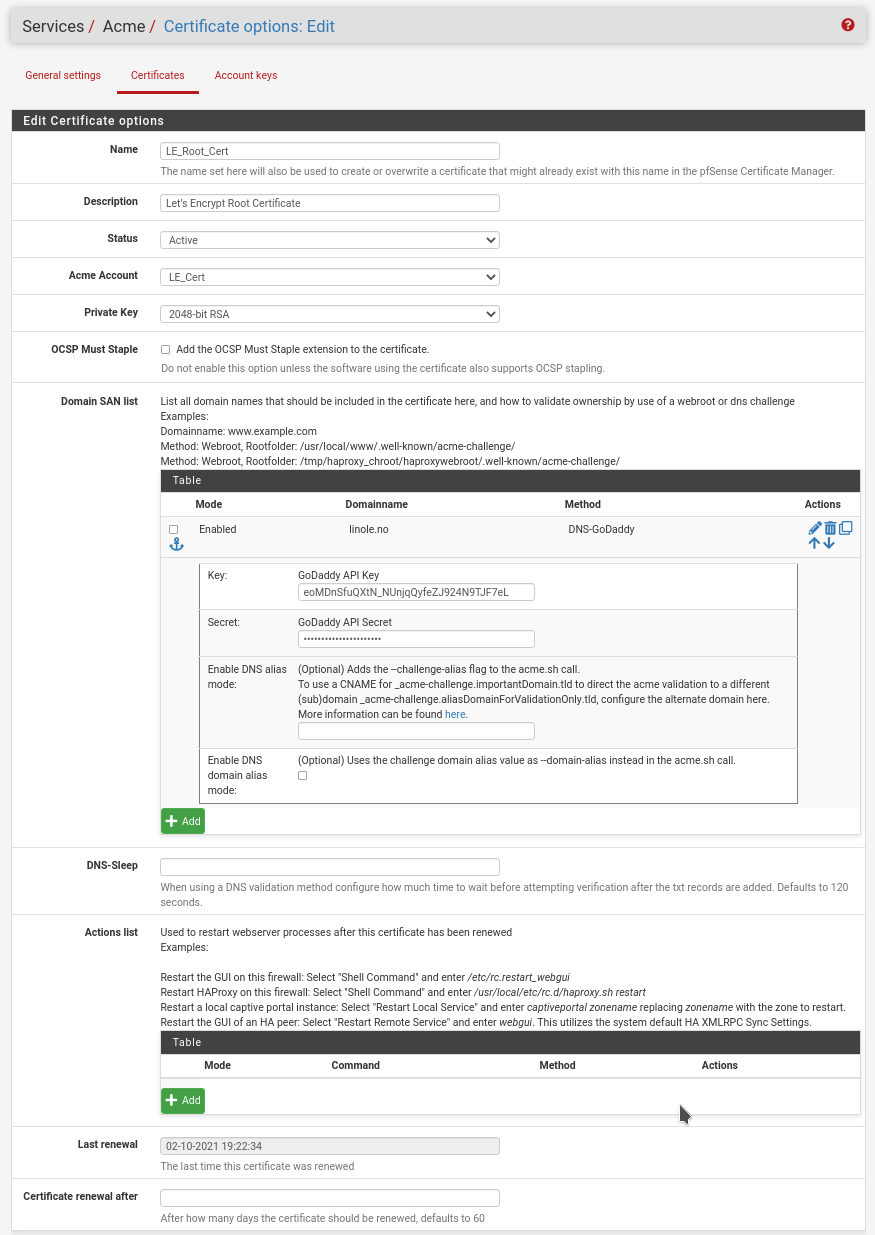 Services / Acme / Certificate options: Edit
General settings Certificates Account keys
Edit Certificate options
Name LE_Root_Cert
The name set here will also be used to create or overwrite a certificate that might already exist with this name in the pfSense Certificate Manager.
Description Let's Encrypt Root Certificate
Status Active
Acme Account LE_Cert
Private Key 2048-bit RSA
OCSP Must Staple Add the OCSP Must Staple extension to the certificate.
Do not enable this option unless the software using the certificate also supports OCSP stapling.
Domain SAN list List all domain names that should be included in the certificate here, and how to validate ownership by use of a webroot or dns challenge
Examples:
Domainname: www.example.com
Method: Webroot, Rootfolder: /usr/local/www/.well-known/acme-challenge/
Method: Webroot, Rootfolder: /tmp/haproxy_chroot/haproxywebroot/.well-known/acme-challenge/
Table
Mode Domainname Method Actions
Enabled linole.no DNS-GoDaddy
Key: GoDaddy API Key
eoMDnSfuQXtN_NUnjqQyfeZJ924N9TJF7eL
Secret: GoDaddy API Secret
••••••••••••••••••••••
Enable DNS alias (Optional) Adds the --challenge-alias flag to the acme.sh call.
mode: To use a CNAME for _acme-challenge.importantDomain.tld to direct the acme validation to a different
(sub)domain _acme-challenge.aliasDomainForValidationOnly.tld, configure the alternate domain here.
More information can be found here.
Enable DNS (Optional) Uses the challenge domain alias value as --domain-alias instead in the acme.sh call.
domain alias
mode:
Add
DNS-Sleep
When using a DNS validation method configure how much time to wait before attempting verification after the txt records are added. Defaults to 120
seconds.
Actions list Used to restart webserver processes after this certificate has been renewed
Examples:
Restart the GUI on this firewall: Select "Shell Command" and enter /etc/rc.restart_webgui
Restart HAProxy on this firewall: Select "Shell Command" and enter /usr/local/etc/rc.d/haproxy.sh restart
Restart a local captive portal instance: Select "Restart Local Service" and enter captiveportal zonename replacing zonename with the zone to restart.
Restart the GUI of an HA peer: Select "Restart Remote Service" and enter webgui. This utilizes the system default HA XMLRPC Sync Settings.
Table
Mode Command Method Actions
Add
Last renewal 02-10-2021 19:22:34
The last time this certificate was renewed
Certificate renewal after
After how many days the certificate should be renewed, defaults to 60